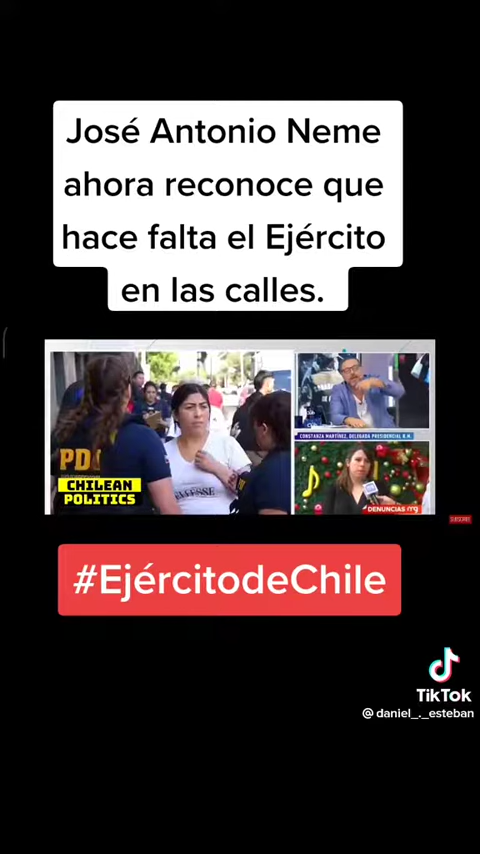 José Antonio Neme
ahora reconoce que
hace falta el Ejército
en las calles.
PDI
CHILEAN
POLITICS
CONSTANZA MARTÍNEZ, DELEGADA PRESIDENCIAL R.M.
DENUNCIAS
#EjércitodeChile
TikTok
@daniel_._esteban